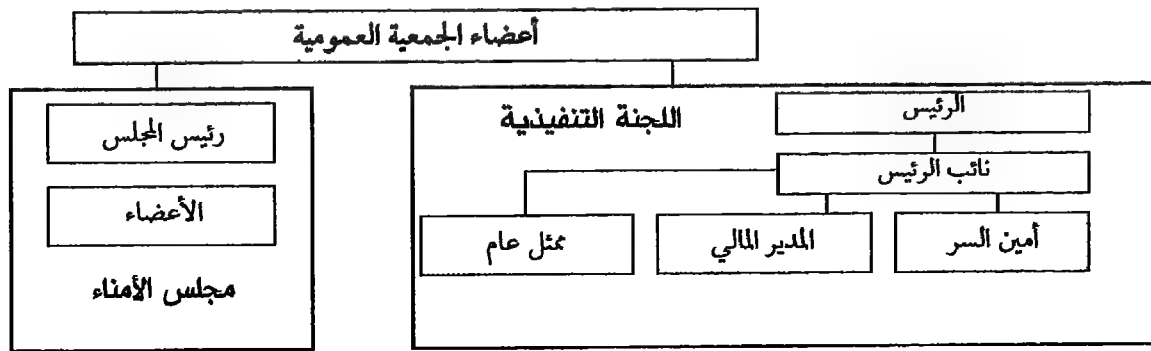 أعضاء الجمعية العمومية
الرئيس
اللجنة التنفيذية
نائب الرئيس
أمين السر
المدير المالي
ممثل عام
رئيس المجلس
الأعضاء
مجلس الأمناء